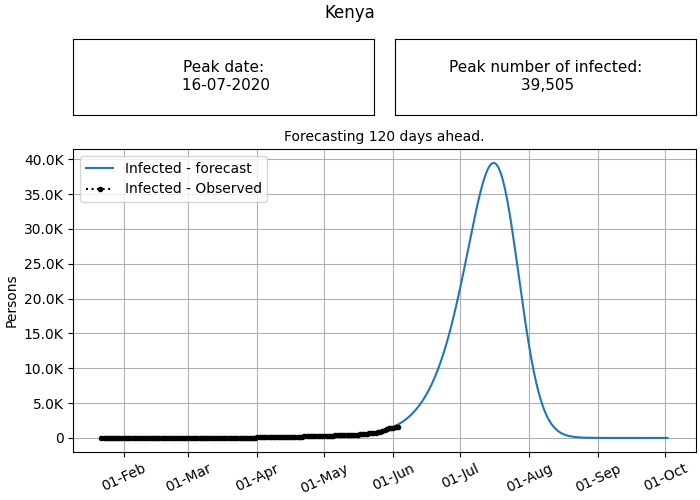 Kenya
Peak date:
16-07-2020
Peak number of infected:
39,505
Forecasting 120 days ahead.
Infected - forecast
Infected - Observed
40.0K
35.0K
30.0K
25.0K
20.0K
15.0K
10.0K
5.0K
0
Persons
01-Feb
01-Mar
01-Apr
01-May
01-Jun
01-Jul
01-Aug
01-Sep
01-Oct